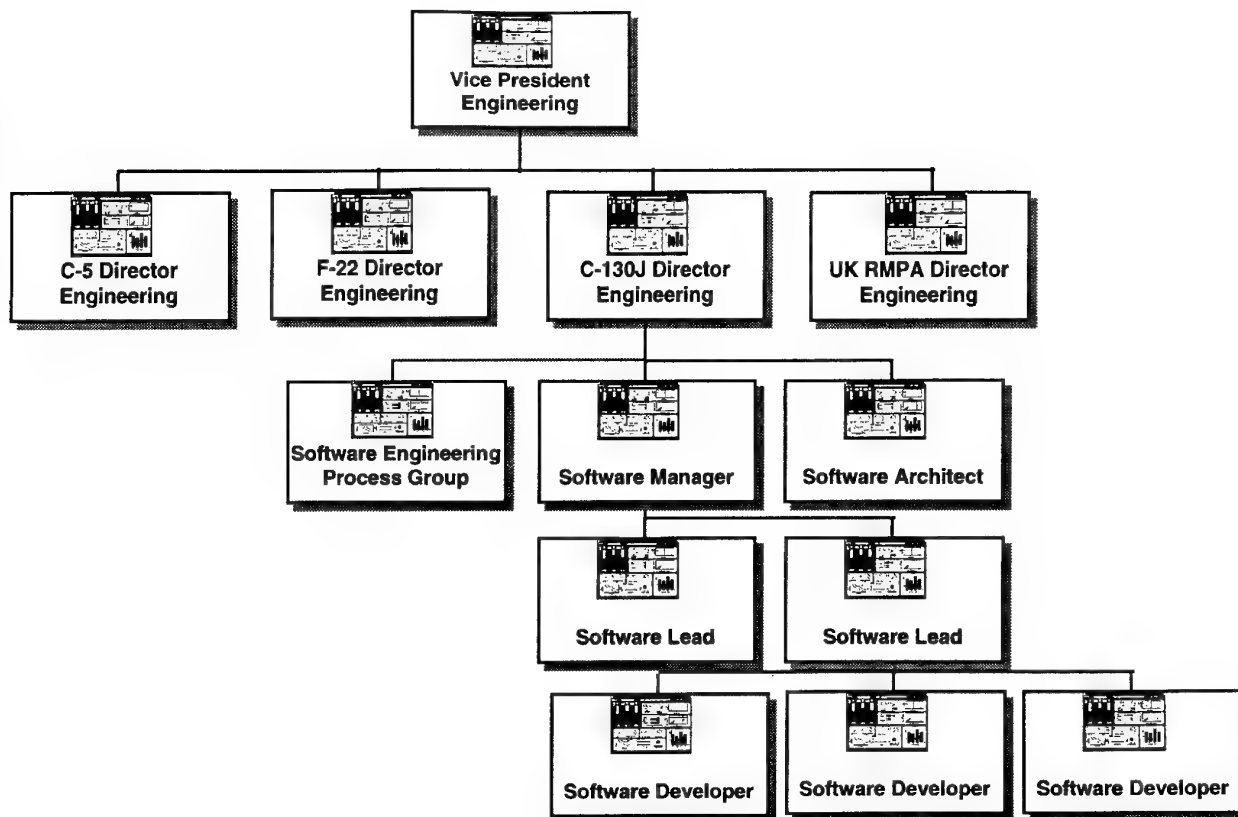 Vice President
Engineering
C-5 Director
Engineering
F-22 Director
Engineering
C-130J Director
Engineering
UK RMPA Director
Engineering
Software Engineering
Process Group
Software Manager
Software Architect
Software Lead
Software Lead
Software Developer
Software Developer
Software Developer